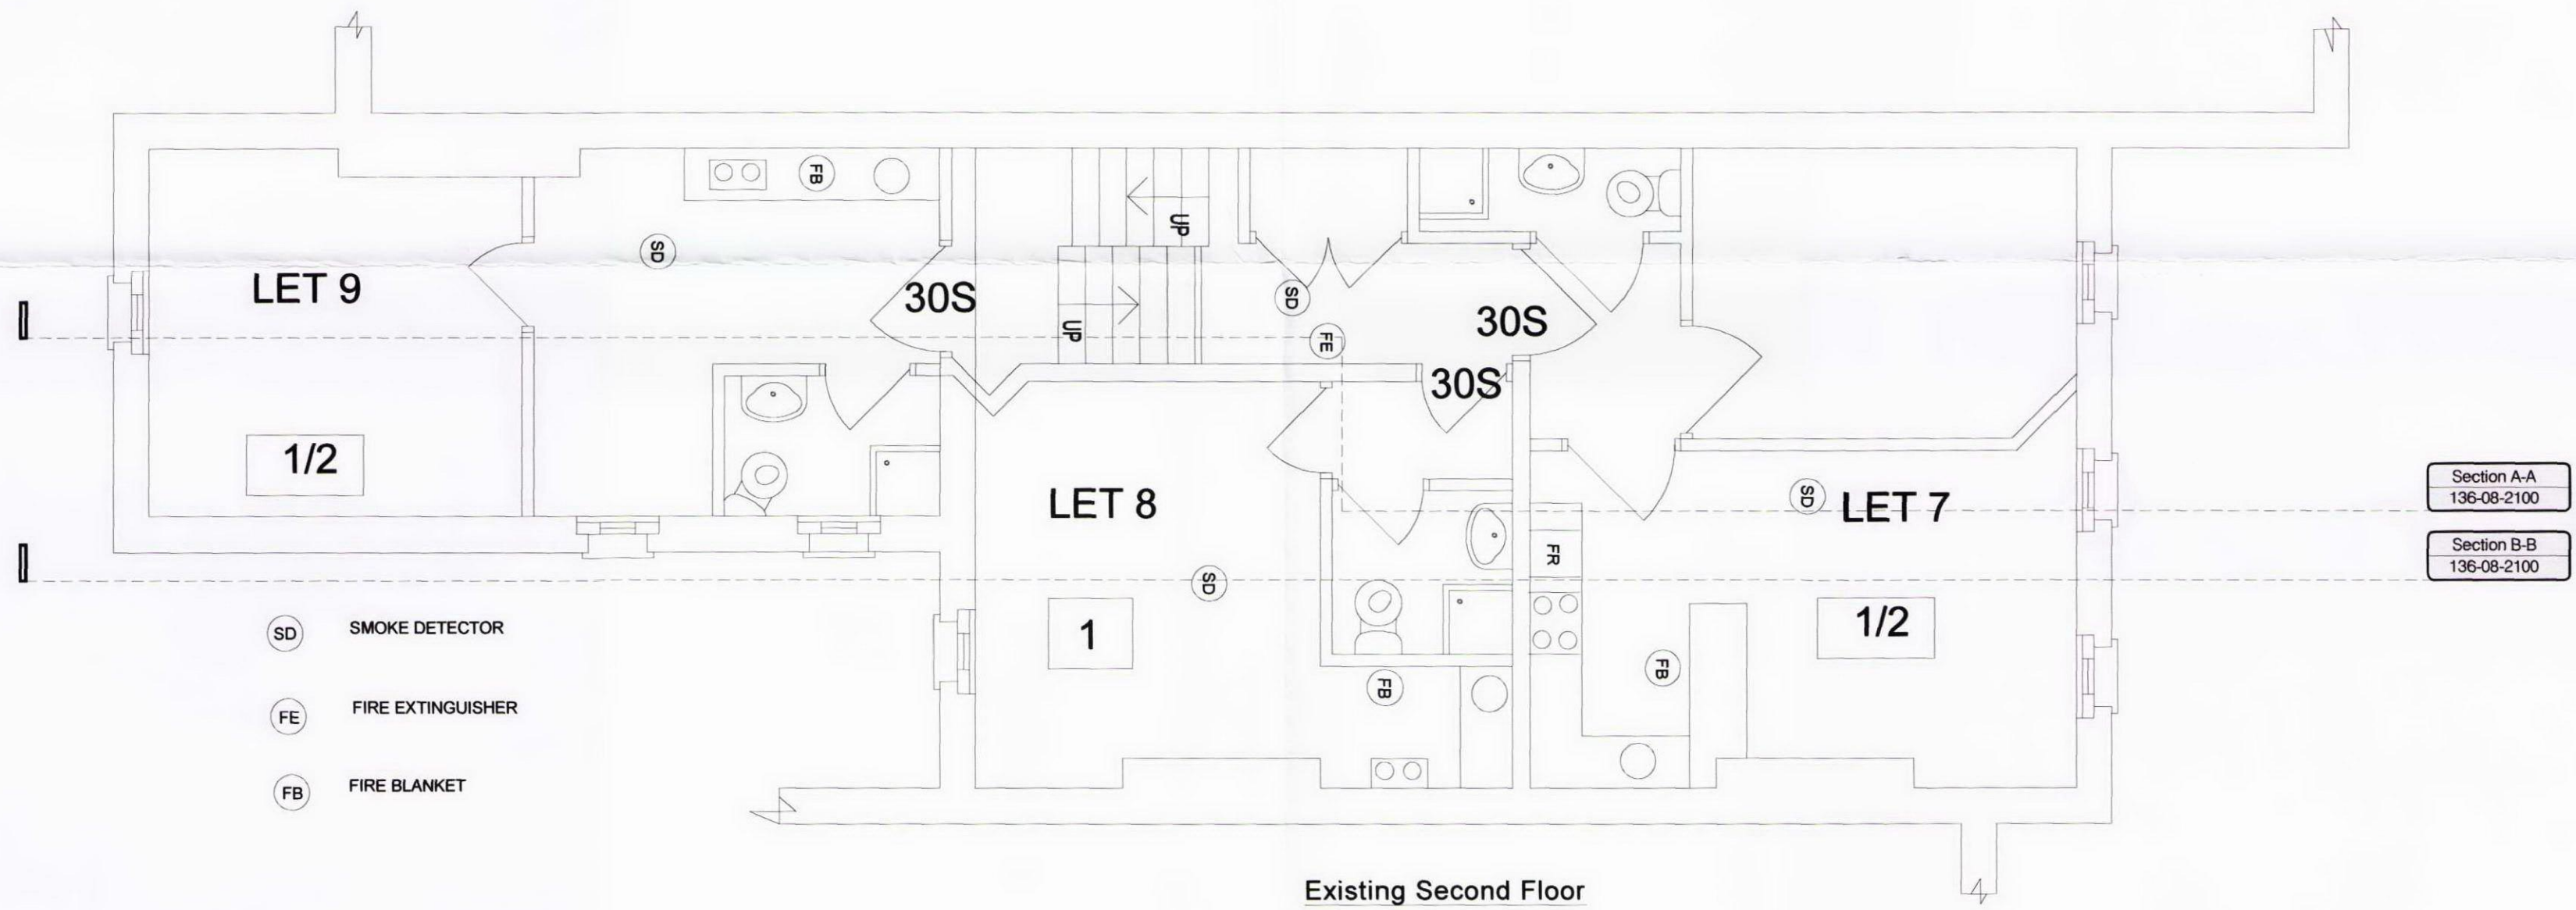 FB
UP
SD
LET 9
30S
SD
UP
FE
30S
30S
1/2
LET 8
SD
LET 7
Section A-A
136-08-2100
FR
Section B-B
136-08-2100
SD
1
1/2
FB
FB
SD SMOKE DETECTOR
FE FIRE EXTINGUISHER
FB FIRE BLANKET
Existing Second Floor